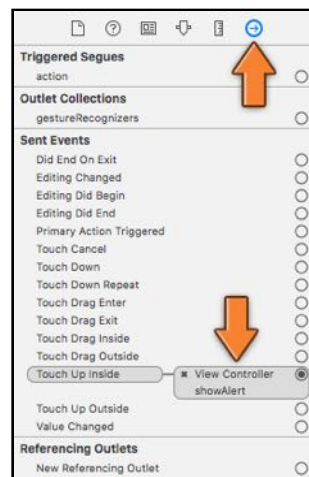 Triggered Segues
action
Outlet Collections
gestureRecognizers
Sent Events
Did End On Exit
Editing Changed
Editing Did Begin
Editing Did End
Primary Action Triggered
Touch Cancel
Touch Down
Touch Down Repeat
Touch Drag Enter
Touch Drag Exit
Touch Drag Inside
Touch Drag Outside
Touch Up Inside View Controller
showAlert
Touch Up Outside
Value Changed
Referencing Outlets
New Referencing Outlet